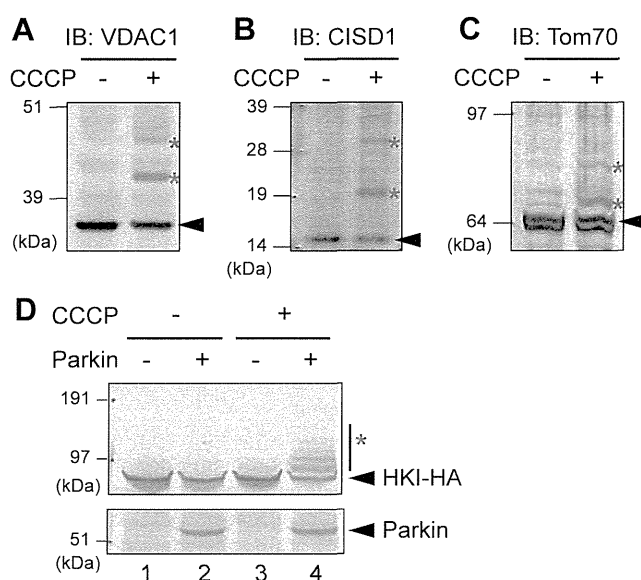 A
IB: VDAC1
CCCP - +
51
39
(kDa)
*
*
B
IB: CISD1
CCCP - +
39
28
19
14
(kDa)
*
*
C
IB: Tom70
CCCP - +
97
64
(kDa)
*
*
D
CCCP - +
Parkin - + - +
191
97
(kDa)
*
HKI-HA
51
(kDa)
Parkin
1 2 3 4